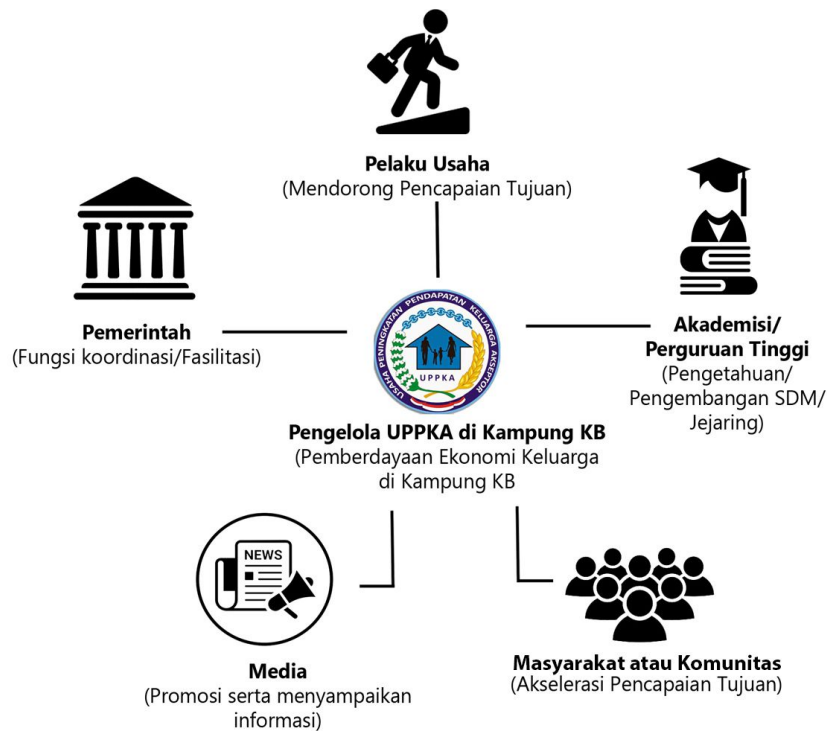 Pelaku Usaha
(Mendorong Pencapaian Tujuan)
Pemerintah
(Fungsi koordinasi/Fasilitasi)
Akademisi/
Perguruan Tinggi
(Pengetahuan/
Pengembangan SDM/
Jejaring)
USAHA PENINGKATAN PENDAPATAN KELUARGA AKSEPTOR
UPPKA
Pengelola UPPKA di Kampung KB
(Pemberdayaan Ekonomi Keluarga
di Kampung KB
NEWS
Media
(Promosi serta menyampaikan
informasi)
Masyarakat atau Komunitas
(Akselerasi Pencapaian Tujuan)